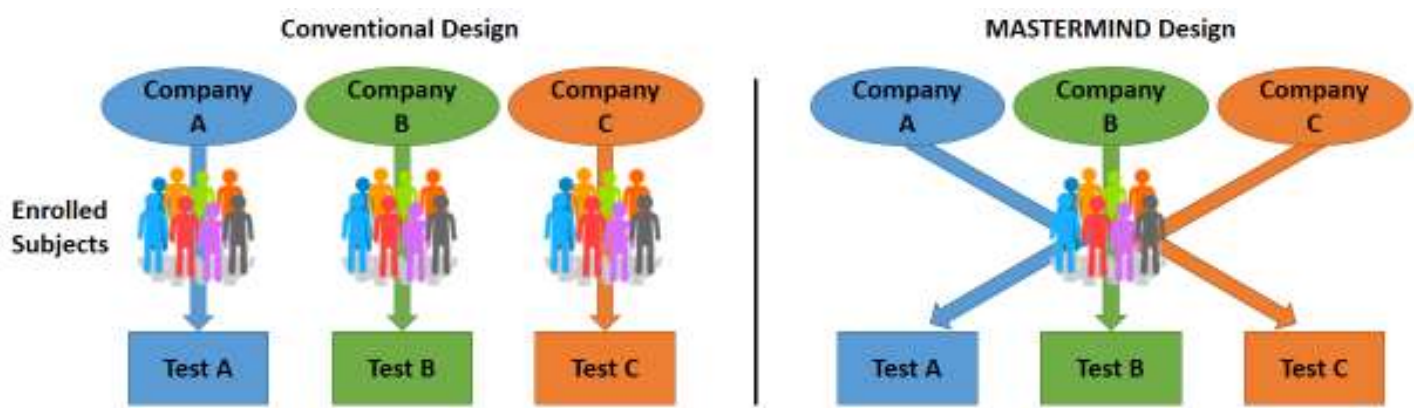 Conventional Design
MASTERMIND Design
Company
A
Company
B
Company
C
Company
A
Company
B
Company
C
Enrolled
Subjects
Test A
Test B
Test C
Test A
Test B
Test C